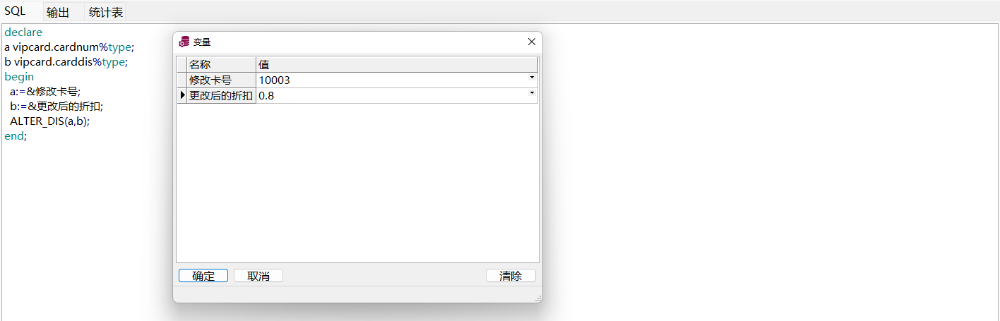 SQL 输出 统计表
declare
a vipcard.cardnum%type;
b vipcard.carddis%type;
begin
a:=&修改卡号;
b:=&更改后的折扣;
ALTER_DIS(a,b);
end;
变量
名称 值
修改卡号 10003
更改后的折扣 0.8
确定 取消 清除